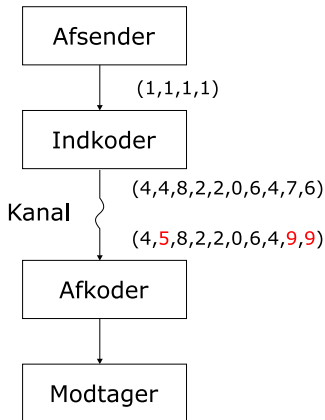 Afsender
(1,1,1,1)
Indkoder
(4,4,8,2,2,0,6,4,7,6)
Kanal
(4,5,8,2,2,0,6,4,9,9)
Afkoder
Modtager